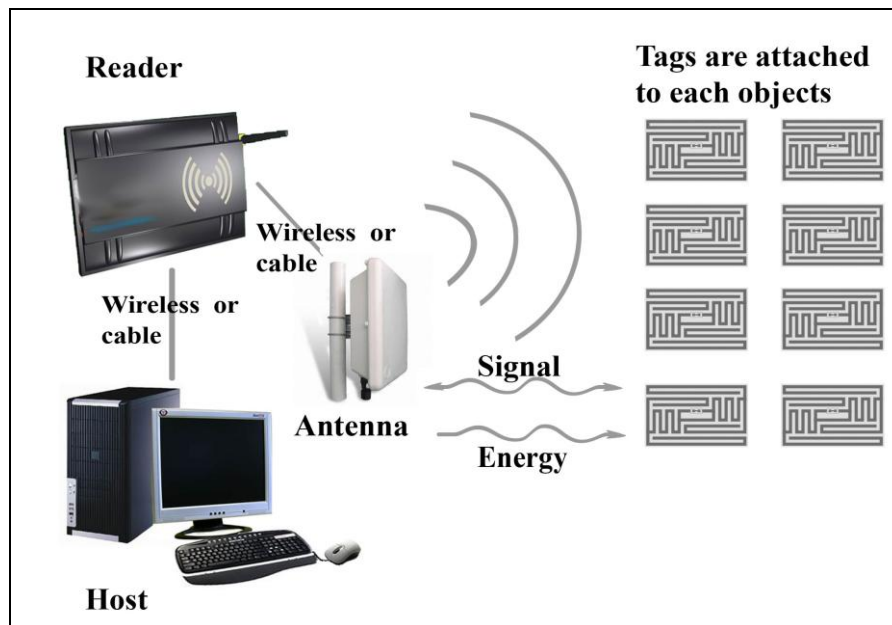 Reader
Tags are attached
to each objects
Wireless or
cable
Wireless or
cable
Signal
Antenna
Energy
Host